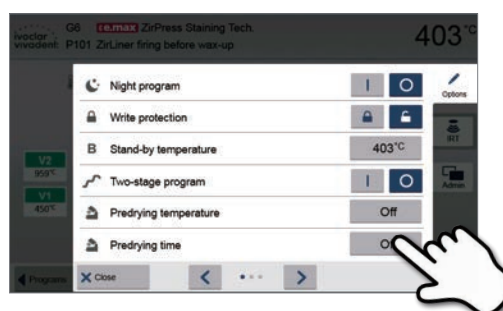 ivoclar
vivadent
G6 IPS e.max ZirPress Staining Tech.
P101 ZirLiner firing before wax-up
403°C
Night program
I O
Options
Write protection
IRT
B Stand-by temperature
403°C
V2
959°C
Two-stage program
I O
Admin
V1
450°C
Predrying temperature
Off
Predrying time
Programs
Close